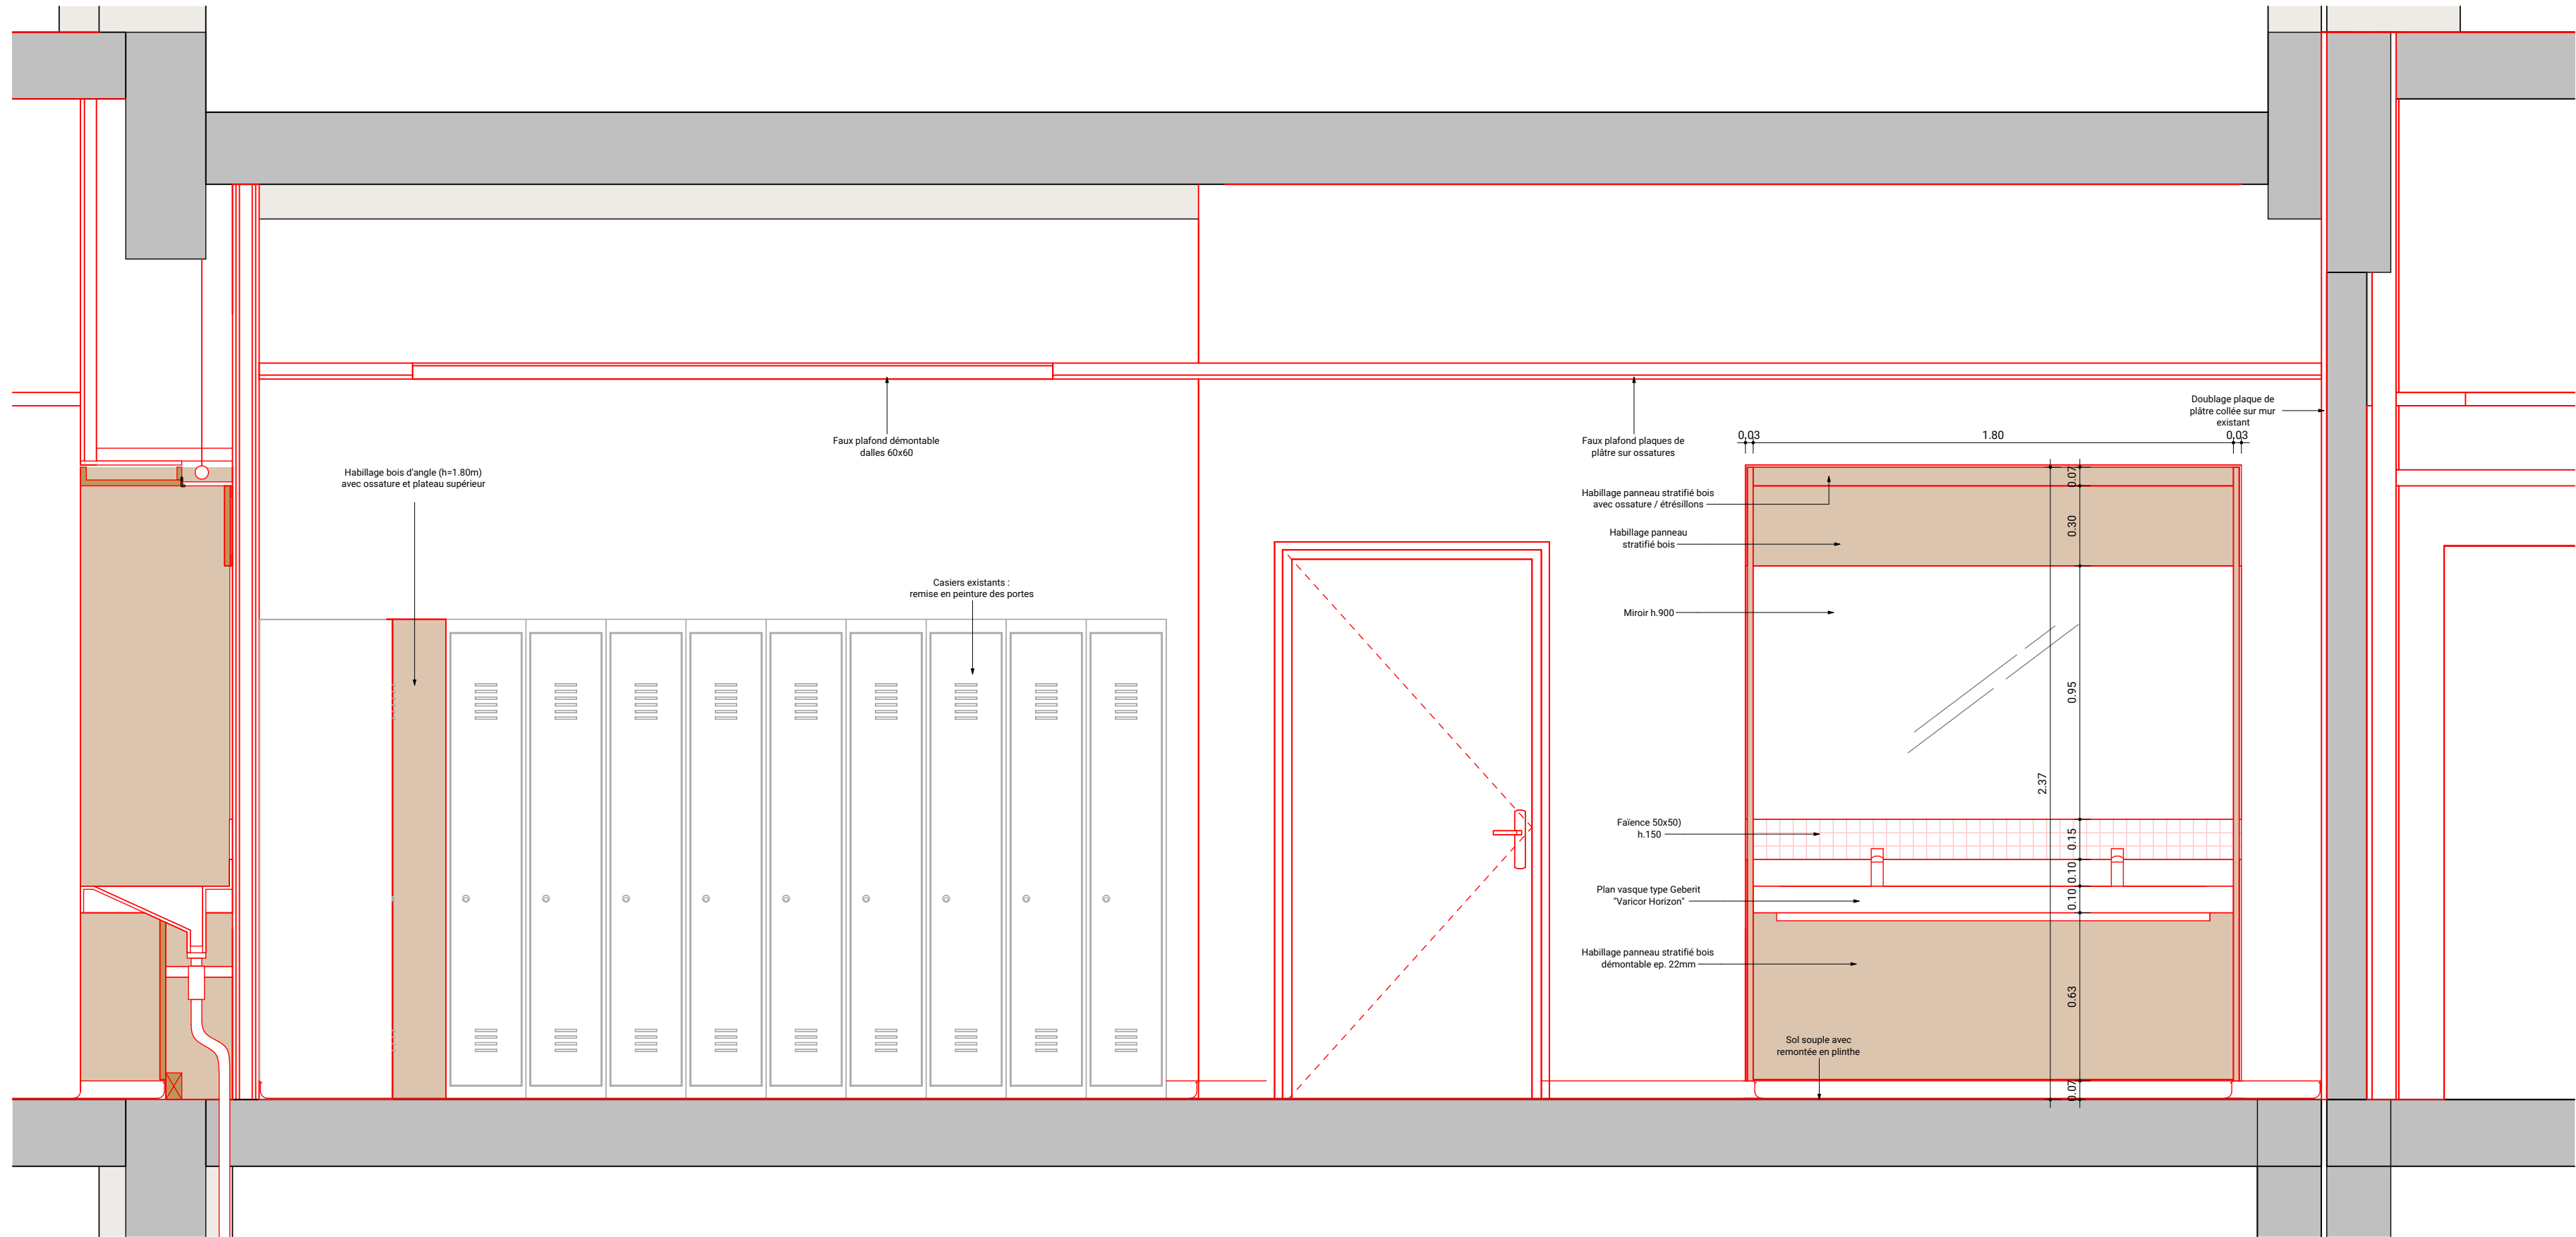 Doublage plaque de
plâtre collée sur mur
existant
Faux plafond démontable
dalles 60x60
Faux plafond plaques de
plâtre sur ossatures
0.03
1.80
0.03
Habillage bois d'angle (h=1.80m)
avec ossature et plateau supérieur
Habillage panneau stratifié bois
avec ossature / étrésillons
0.07
Habillage panneau
stratifié bois
0.30
Casiers existants :
remise en peinture des portes
Miroir h.900
0.95
2.37
Faïence 50x50)
h.150
0.15
0.10
Plan vasque type Geberit
"Varicor Horizon"
0.10
Habillage panneau stratifié bois
démontable ep. 22mm
0.63
Sol souple avec
remontée en plinthe
0.07